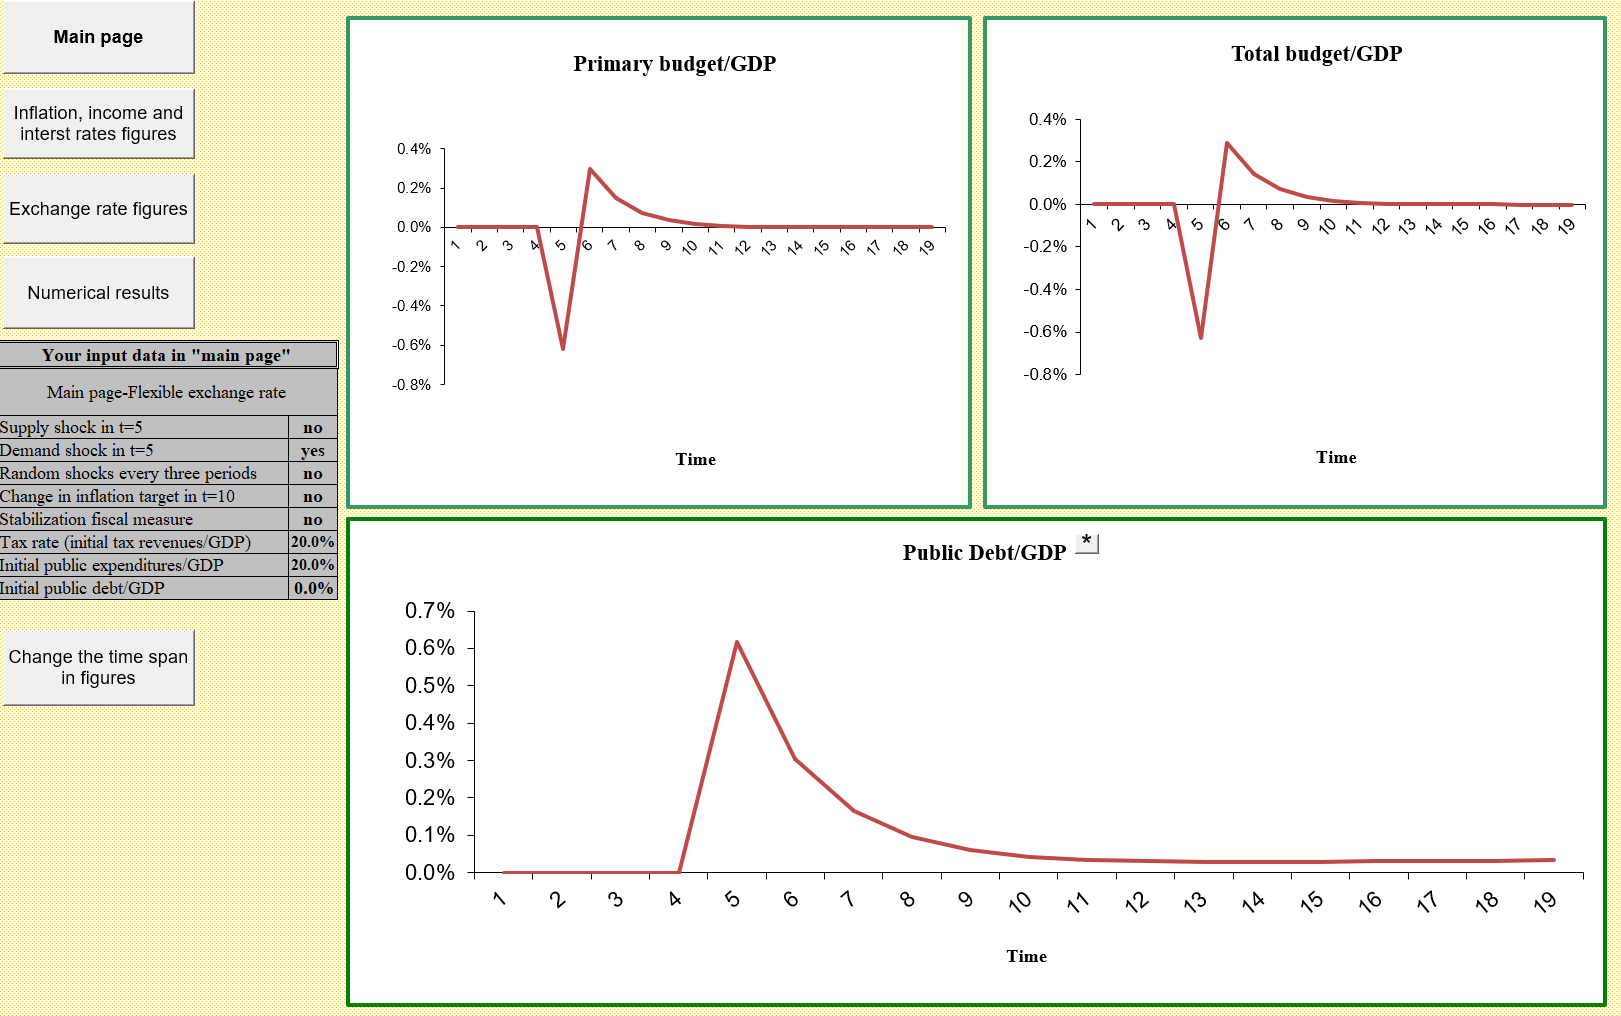 Main page
Inflation, income and
interst rates figures
Exchange rate figures
Numerical results
Your input data in "main page"
Main page-Flexible exchange rate
Supply shock in t=5 no
Demand shock in t=5 yes
Random shocks every three periods no
Change in inflation target in t=10 no
Stabilization fiscal measure no
Tax rate (initial tax revenues/GDP) 20.0%
Initial public expenditures/GDP 20.0%
Initial public debt/GDP 0.0%
Change the time span
in figures
Primary budget/GDP
0.4%
0.2%
0.0%
-0.2%
-0.4%
-0.6%
-0.8%
1 2 3 4 5 6 7 8 9 10 11 12 13 14 15 16 17 18 19
Time
Total budget/GDP
0.4%
0.2%
0.0%
-0.2%
-0.4%
-0.6%
-0.8%
1 2 3 4 5 6 7 8 9 10 11 12 13 14 15 16 17 18 19
Time
Public Debt/GDP *
0.7%
0.6%
0.5%
0.4%
0.3%
0.2%
0.1%
0.0%
1 2 3 4 5 6 7 8 9 10 11 12 13 14 15 16 17 18 19
Time